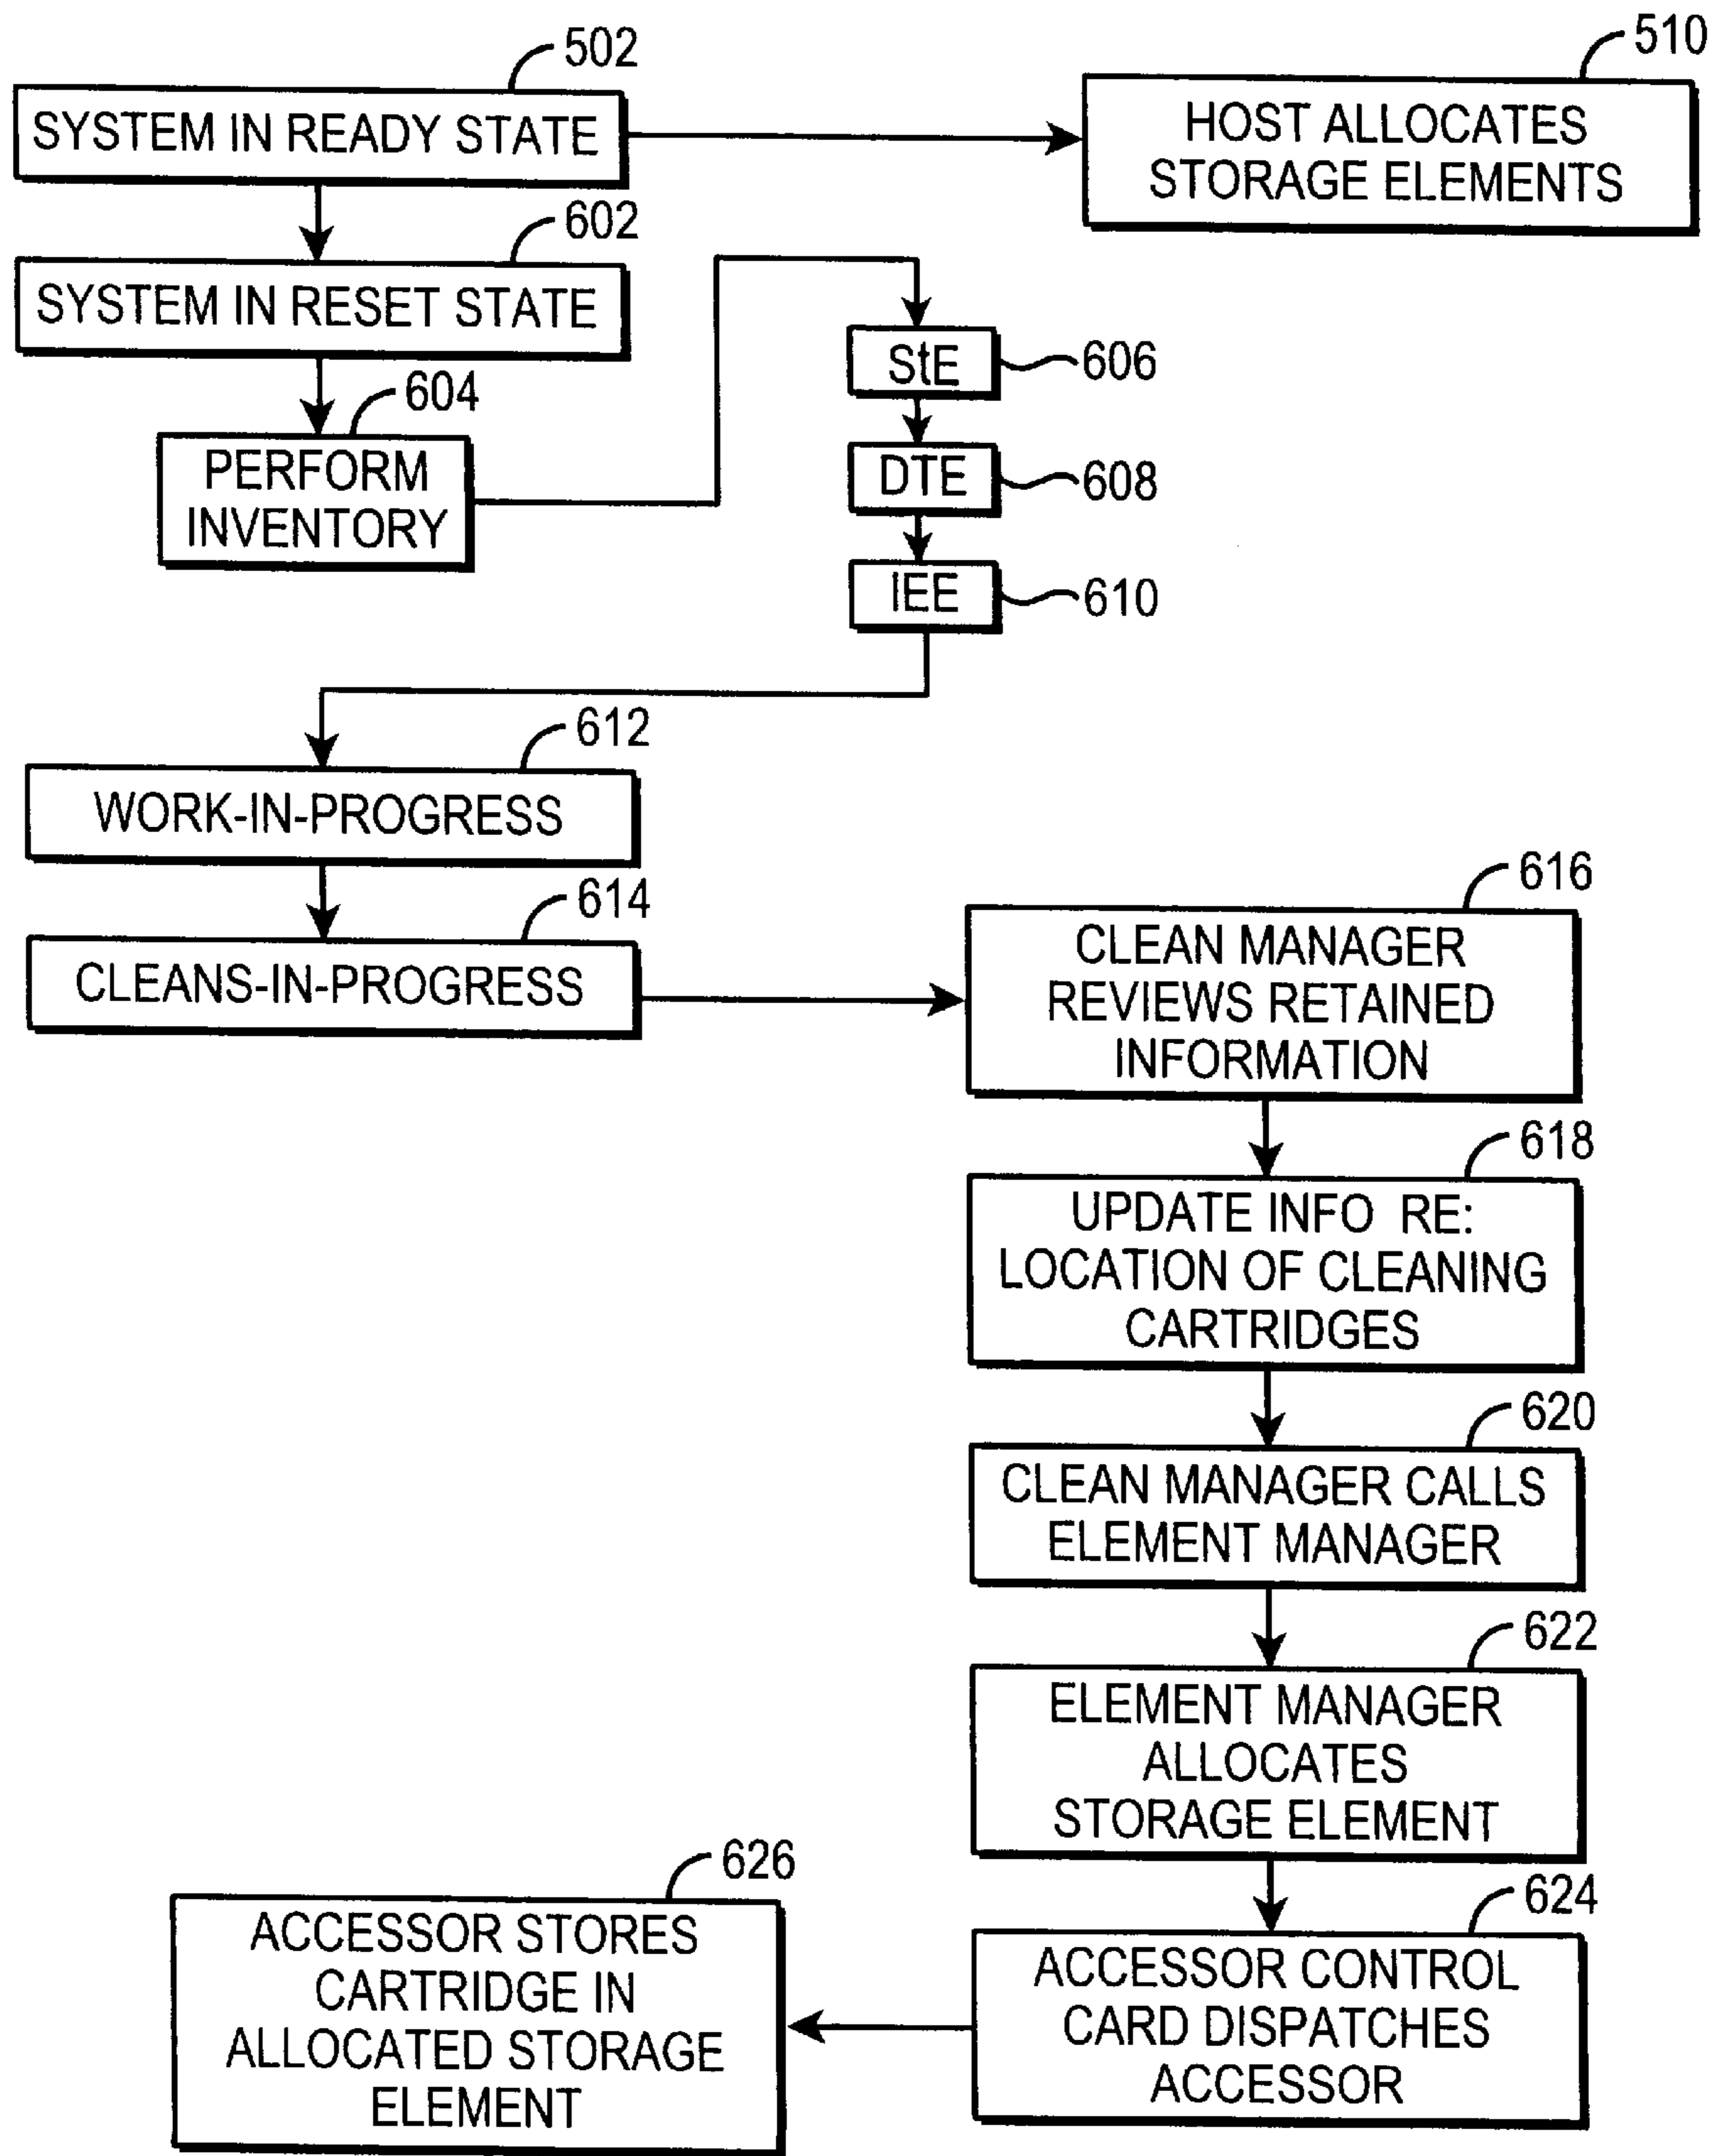 502
SYSTEM IN READY STATE
510
HOST ALLOCATES
STORAGE ELEMENTS
602
SYSTEM IN RESET STATE
604
PERFORM
INVENTORY
StE
606
DTE
608
IEE
610
612
WORK-IN-PROGRESS
614
CLEANS-IN-PROGRESS
616
CLEAN MANAGER
REVIEWS RETAINED
INFORMATION
618
UPDATE INFO RE:
LOCATION OF CLEANING
CARTRIDGES
620
CLEAN MANAGER CALLS
ELEMENT MANAGER
622
ELEMENT MANAGER
ALLOCATES
STORAGE ELEMENT
624
ACCESSOR CONTROL
CARD DISPATCHES
ACCESSOR
626
ACCESSOR STORES
CARTRIDGE IN
ALLOCATED STORAGE
ELEMENT